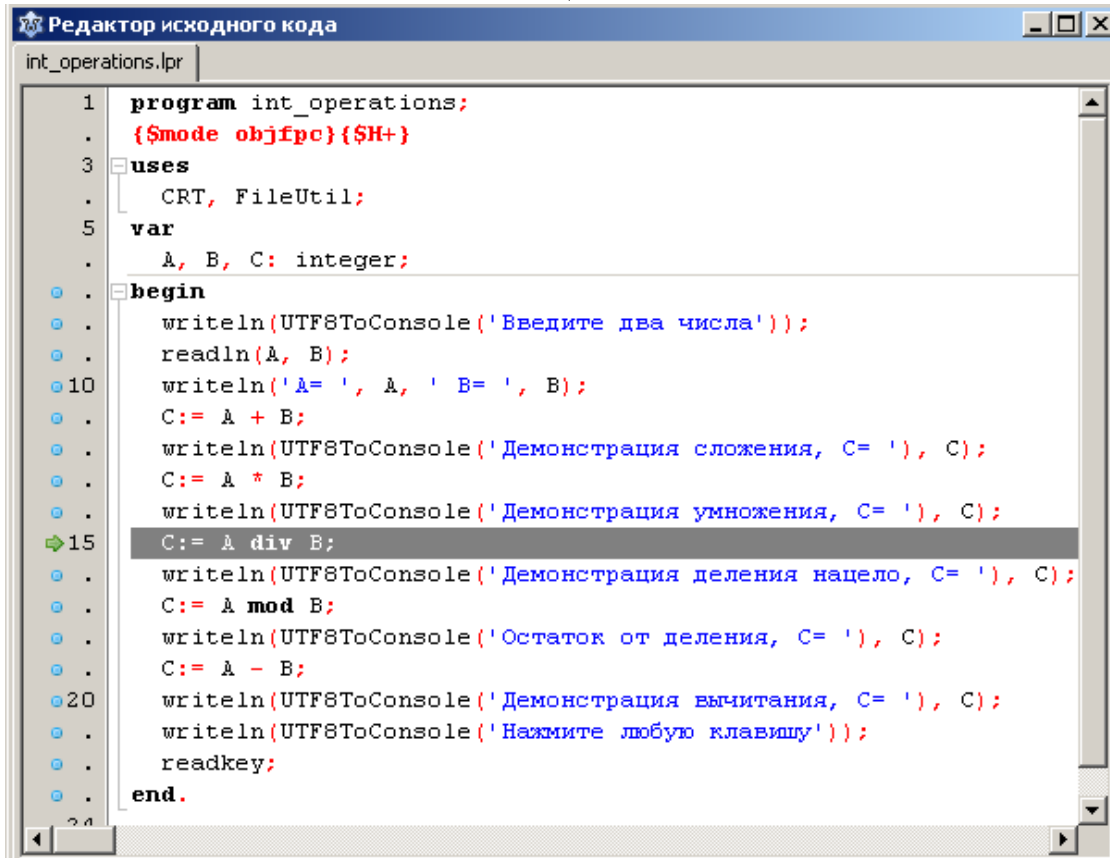 Редактор исходного кода
int_operations.lpr
1 program int_operations;
. {$mode objfpc}{$H+}
3 uses
. CRT, FileUtil;
5 var
. A, B, C: integer;
. begin
. writeln(UTF8ToConsole('Введите два числа'));
. readln(A, B);
10 writeln('A= ', A, ' B= ', B);
. C:= A + B;
. writeln(UTF8ToConsole('Демонстрация сложения, C= '), C);
. C:= A * B;
. writeln(UTF8ToConsole('Демонстрация умножения, C= '), C);
15 C:= A div B;
. writeln(UTF8ToConsole('Демонстрация деления нацело, C= '), C);
. C:= A mod B;
. writeln(UTF8ToConsole('Остаток от деления, C= '), C);
. C:= A - B;
20 writeln(UTF8ToConsole('Демонстрация вычитания, C= '), C);
. writeln(UTF8ToConsole('Нажмите любую клавишу'));
. readkey;
. end.
24